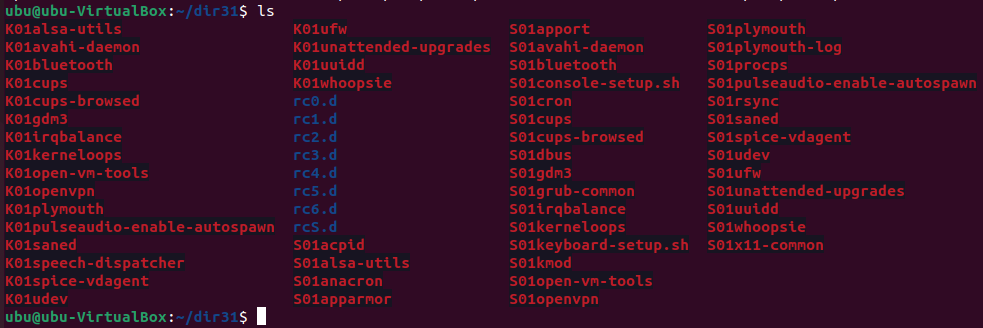 ubu@ubu-VirtualBox:~/dir31$ ls
K01alsa-utils K01ufw S01apport S01plymouth
K01avahi-daemon K01unattended-upgrades S01avahi-daemon S01plymouth-log
K01bluetooth K01uuidd S01bluetooth S01procps
K01cups K01whoopsie S01console-setup.sh S01pulseaudio-enable-autospawn
K01cups-browsed rc0.d S01cron S01rsync
K01gdm3 rc1.d S01cups S01saned
K01irqbalance rc2.d S01cups-browsed S01spice-vdagent
K01kerneloops rc3.d S01dbus S01udev
K01open-vm-tools rc4.d S01gdm3 S01ufw
K01openvpn rc5.d S01grub-common S01unattended-upgrades
K01plymouth rc6.d S01irqbalance S01uuidd
K01pulseaudio-enable-autospawn rcS.d S01kerneloops S01whoopsie
K01saned S01acpid S01keyboard-setup.sh S01x11-common
K01speech-dispatcher S01alsa-utils S01kmod
K01spice-vdagent S01anacron S01open-vm-tools
K01udev S01apparmor S01openvpn
ubu@ubu-VirtualBox:~/dir31$